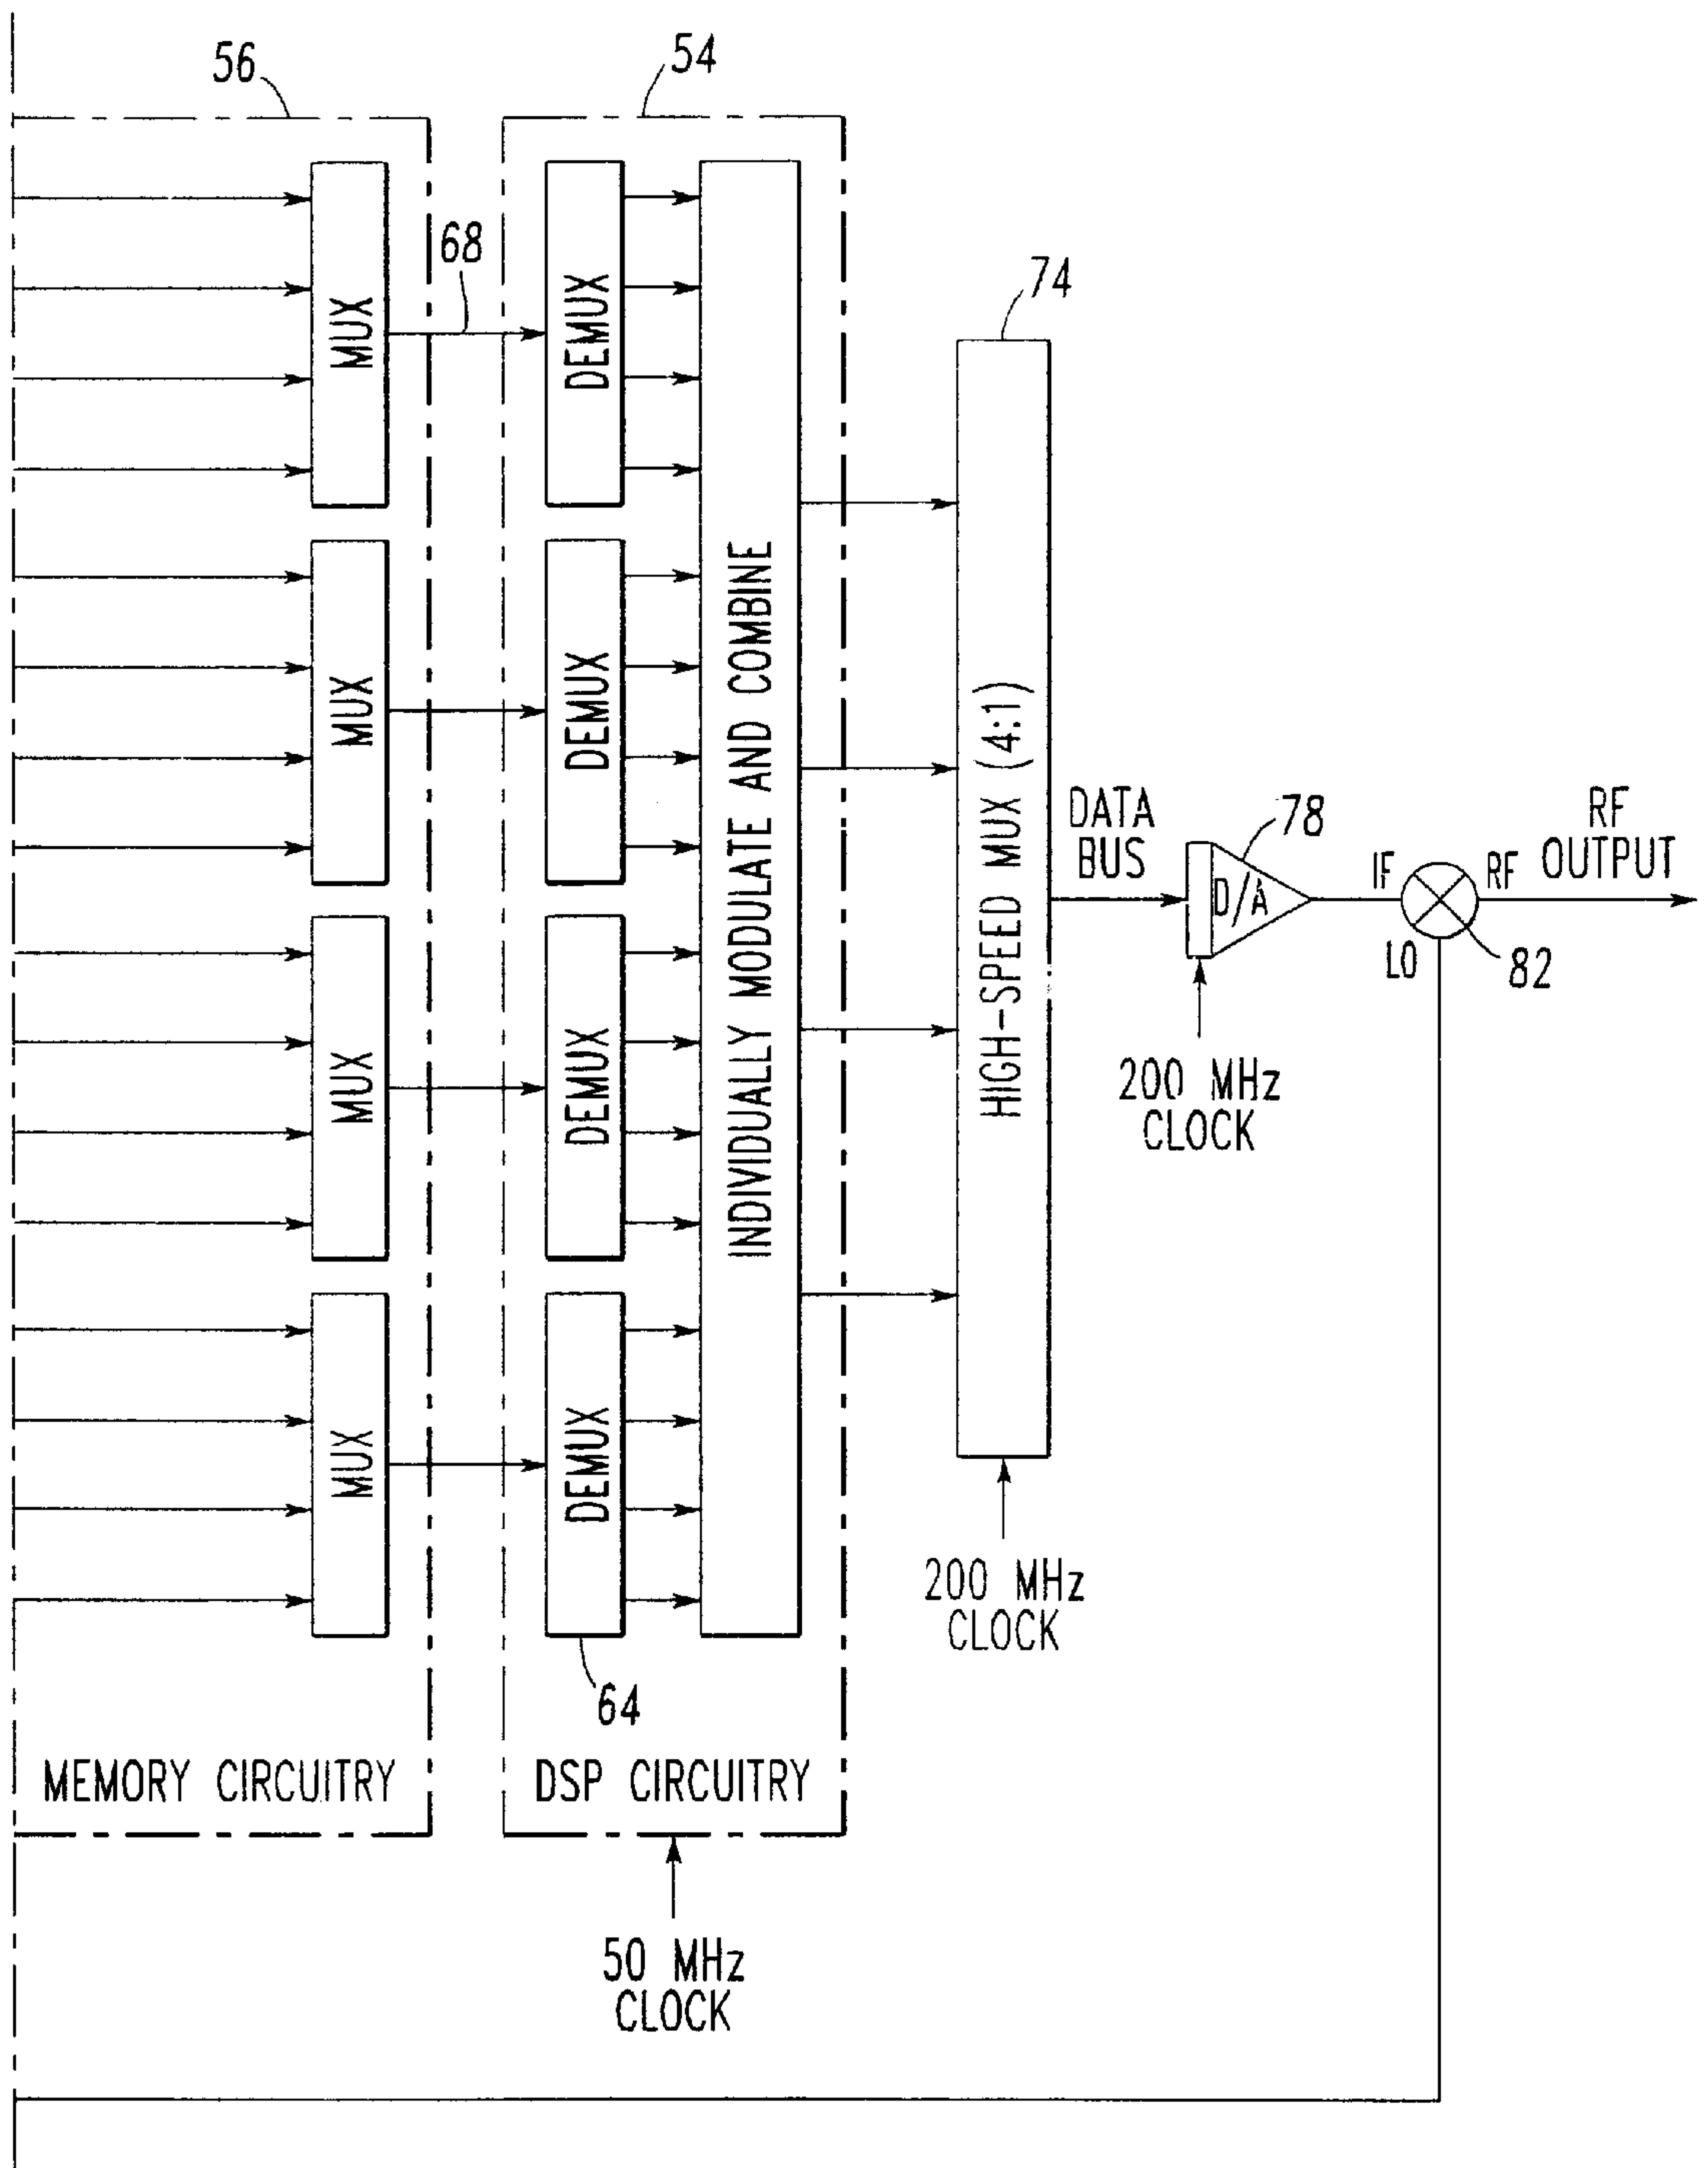 56
54
68
74
MUX
DEMUX
MUX
DEMUX
MUX
DEMUX
MUX
DEMUX
INDIVIDUALLY MODULATE AND COMBINE
HIGH-SPEED MUX (4:1)
DATA
BUS
78
D/A
IF
RF
LO
82
RF
OUTPUT
200 MHz
CLOCK
200 MHz
CLOCK
64
MEMORY CIRCUITRY
DSP CIRCUITRY
50 MHz
CLOCK